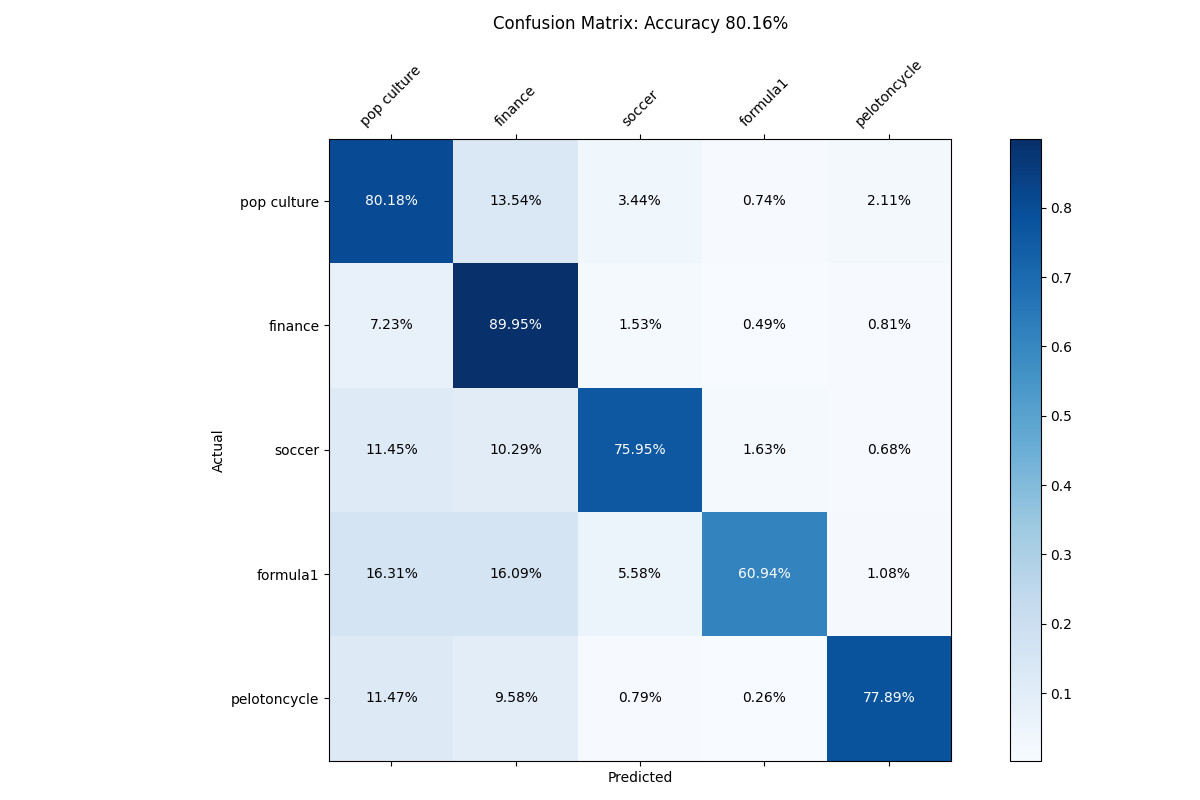 Confusion Matrix: Accuracy 80.16%
pop culture finance soccer formula1 pelotoncycle
pop culture 80.18% 13.54% 3.44% 0.74% 2.11%
finance 7.23% 89.95% 1.53% 0.49% 0.81%
soccer 11.45% 10.29% 75.95% 1.63% 0.68%
formula1 16.31% 16.09% 5.58% 60.94% 1.08%
pelotoncycle 11.47% 9.58% 0.79% 0.26% 77.89%
Actual
Predicted
0.8
0.7
0.6
0.5
0.4
0.3
0.2
0.1